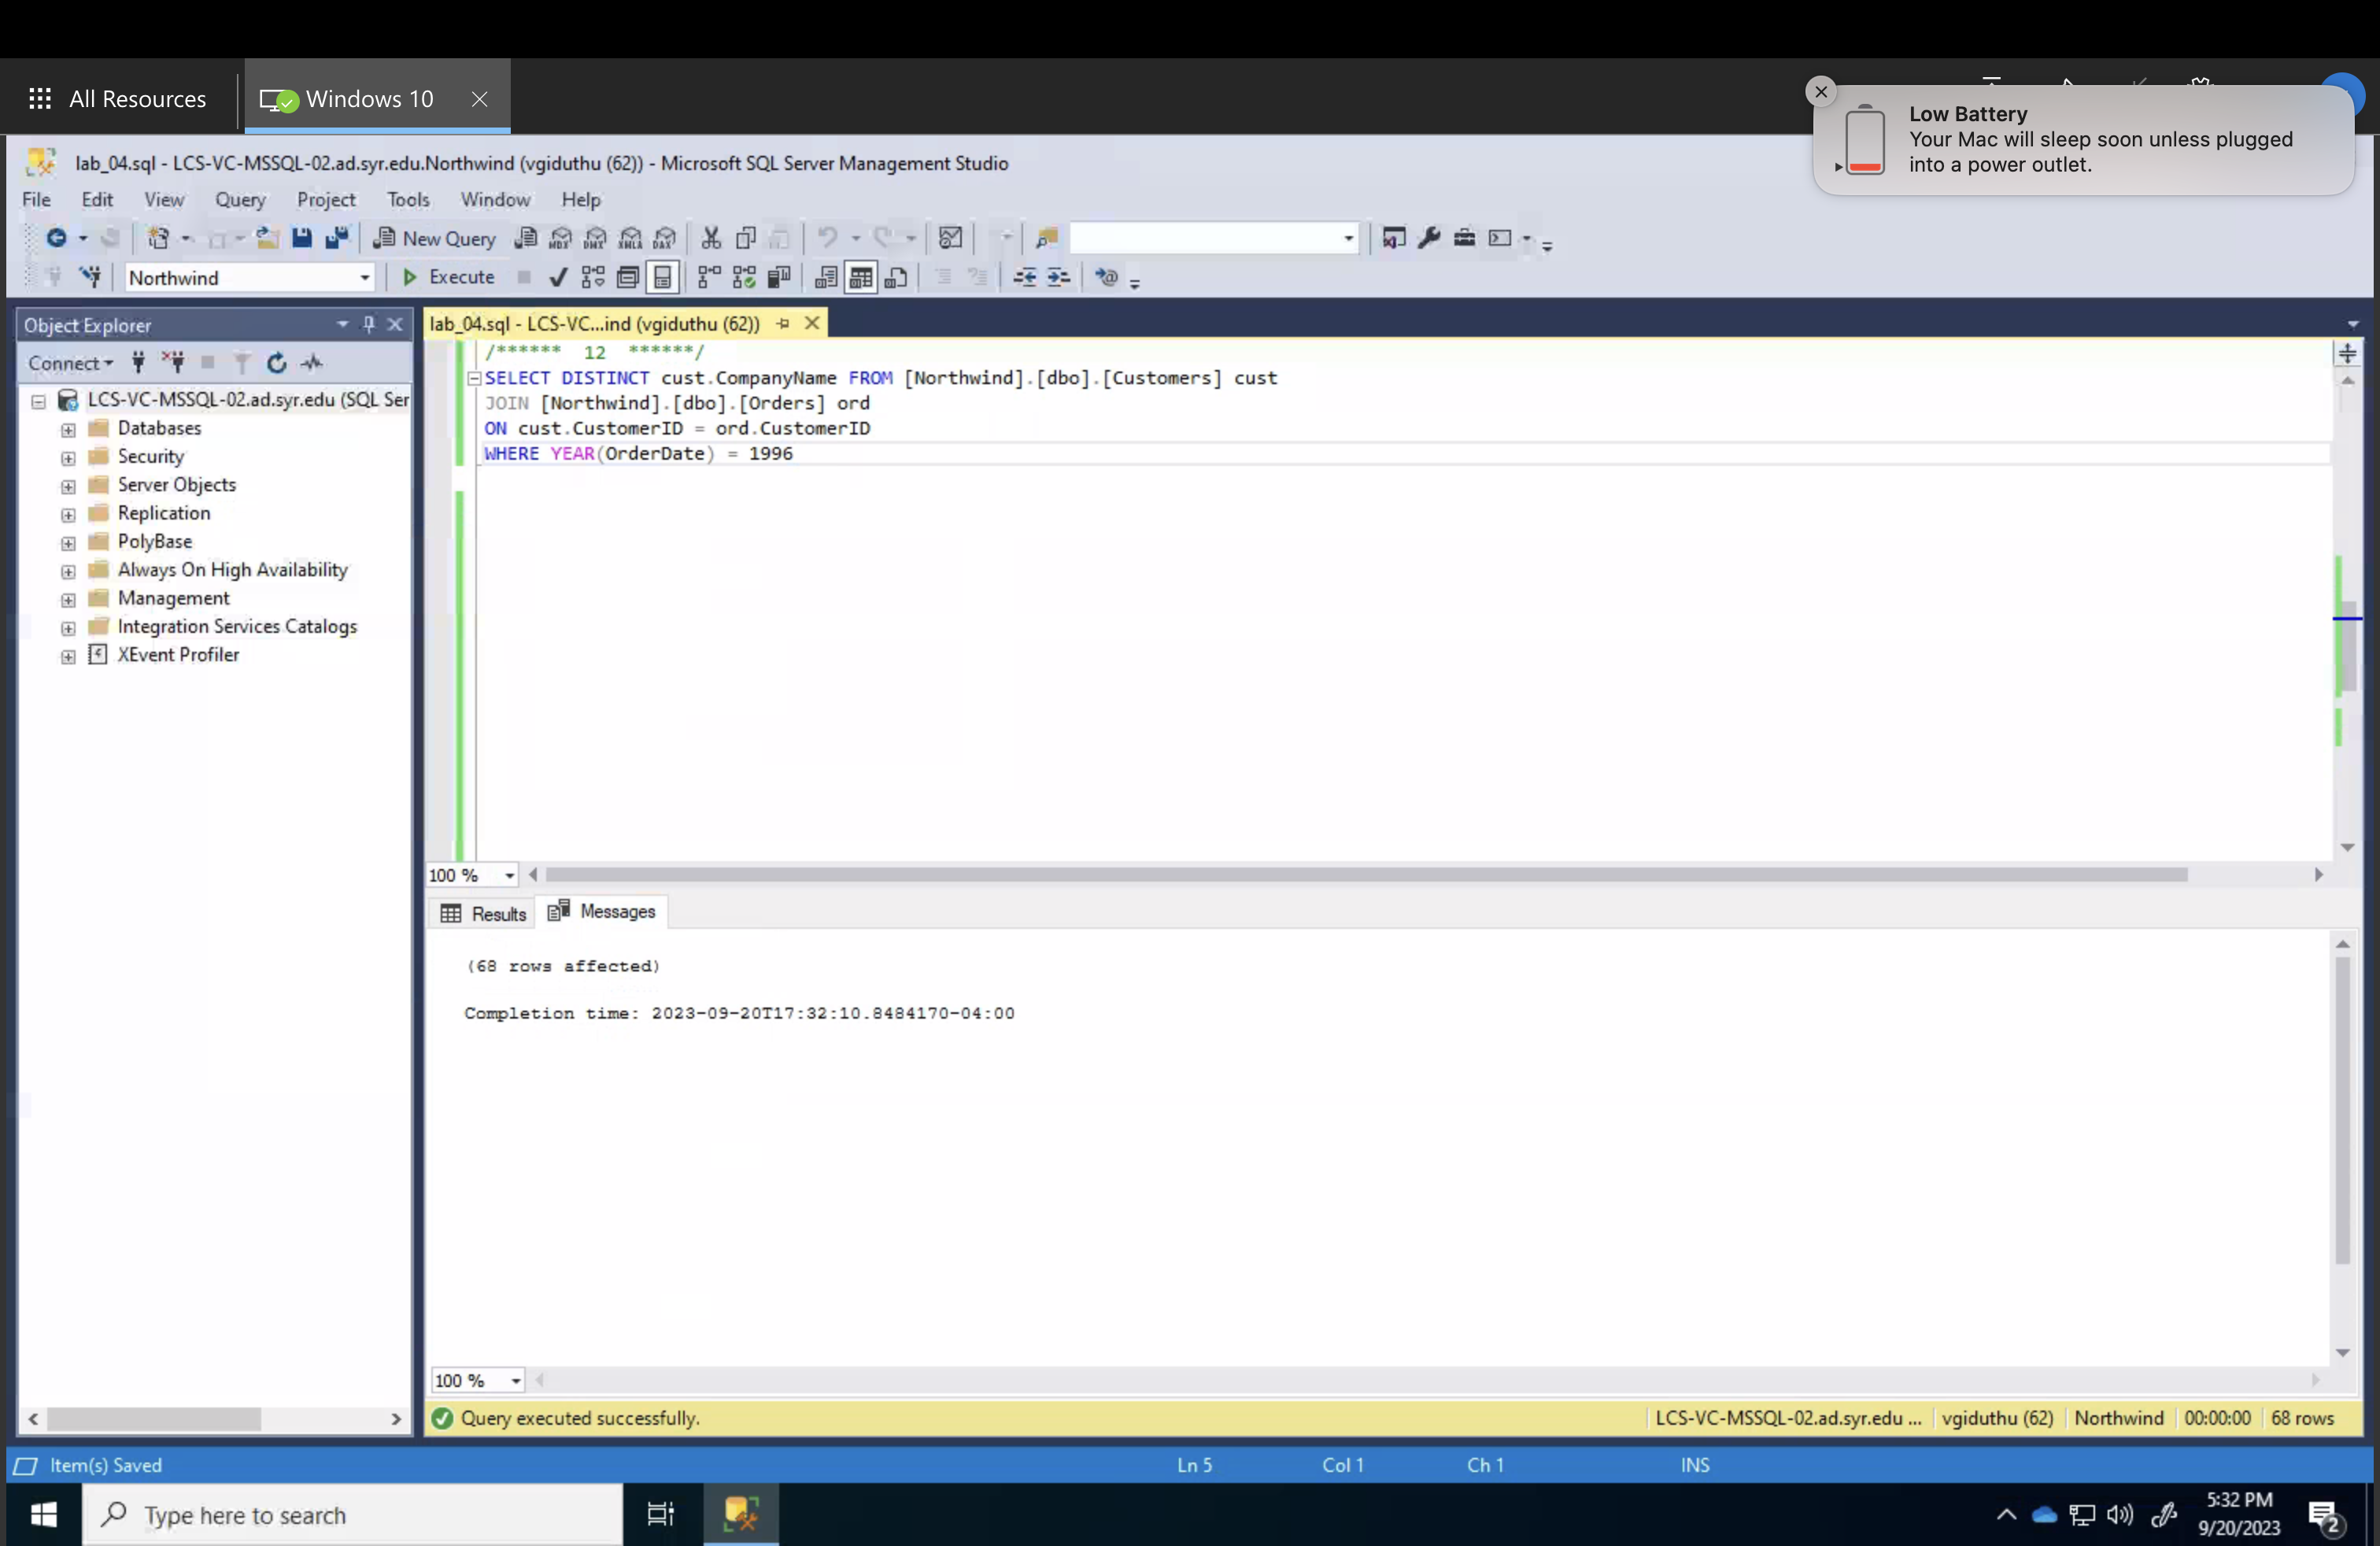 All Resources
Windows 10
Low Battery
Your Mac will sleep soon unless plugged
into a power outlet.
lab_04.sql - LCS-VC-MSSQL-02.ad.syr.edu.Northwind (vgiduthu (62)) - Microsoft SQL Server Management Studio
File Edit View Query Project Tools Window Help
New Query MDX DMX XMLA DAX
Northwind Execute
Object Explorer
lab_04.sql - LCS-VC...ind (vgiduthu (62))
Connect
LCS-VC-MSSQL-02.ad.syr.edu (SQL Ser
Databases
Security
Server Objects
Replication
PolyBase
Always On High Availability
Management
Integration Services Catalogs
XEvent Profiler
/****** 12 ******/
SELECT DISTINCT cust.CompanyName FROM [Northwind].[dbo].[Customers] cust
JOIN [Northwind].[dbo].[Orders] ord
ON cust.CustomerID = ord.CustomerID
WHERE YEAR(OrderDate) = 1996
100 %
Results Messages
(68 rows affected)
Completion time: 2023-09-20T17:32:10.8484170-04:00
100 %
Query executed successfully. LCS-VC-MSSQL-02.ad.syr.edu ... vgiduthu (62) Northwind 00:00:00 68 rows
Item(s) Saved Ln 5 Col 1 Ch 1 INS
Type here to search
5:32 PM
9/20/2023
2